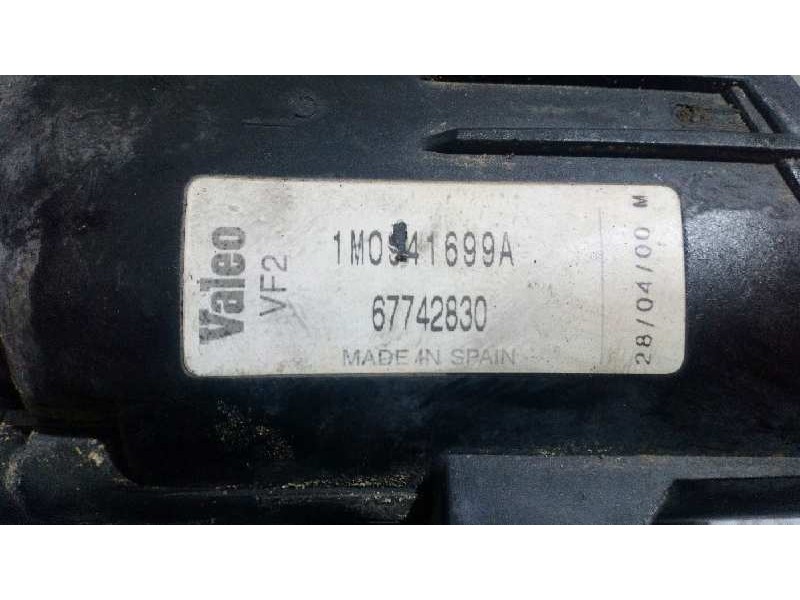 Valeo
VF2
1M0941699A
67742830
MADE IN SPAIN
28/04/00 M